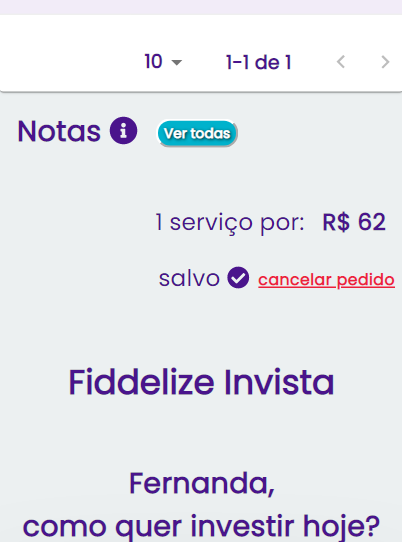 10
1-1 de 1
Notas
Ver todas
1 serviço por: R$ 62
salvo cancelar pedido
Fiddelize Invista
Fernanda,
como quer investir hoje?